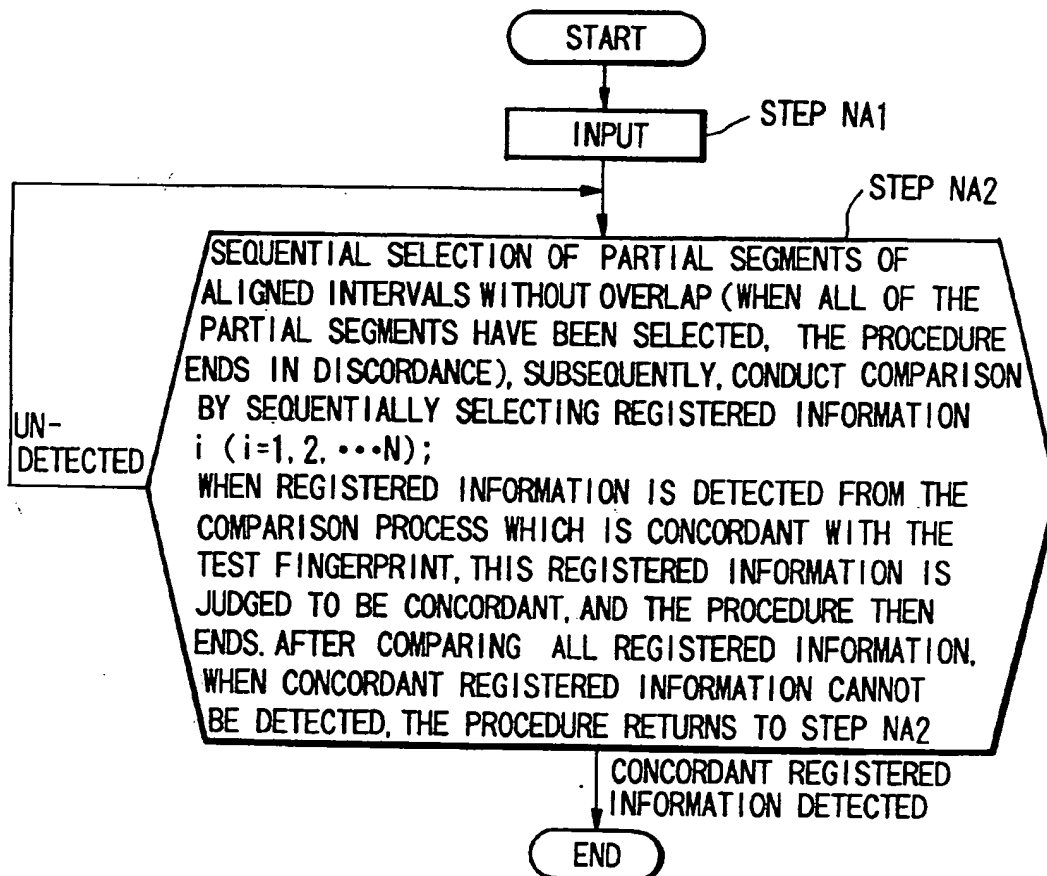 START
INPUT
STEP NA1
STEP NA2
SEQUENTIAL SELECTION OF PARTIAL SEGMENTS OF
ALIGNED INTERVALS WITHOUT OVERLAP (WHEN ALL OF THE
PARTIAL SEGMENTS HAVE BEEN SELECTED, THE PROCEDURE
ENDS IN DISCORDANCE), SUBSEQUENTLY, CONDUCT COMPARISON
BY SEQUENTIALLY SELECTING REGISTERED INFORMATION
i (i=1, 2, •••N);
WHEN REGISTERED INFORMATION IS DETECTED FROM THE
COMPARISON PROCESS WHICH IS CONCORDANT WITH THE
TEST FINGERPRINT, THIS REGISTERED INFORMATION IS
JUDGED TO BE CONCORDANT, AND THE PROCEDURE THEN
ENDS. AFTER COMPARING ALL REGISTERED INFORMATION,
WHEN CONCORDANT REGISTERED INFORMATION CANNOT
BE DETECTED, THE PROCEDURE RETURNS TO STEP NA2
UN-
DETECTED
CONCORDANT REGISTERED
INFORMATION DETECTED
END